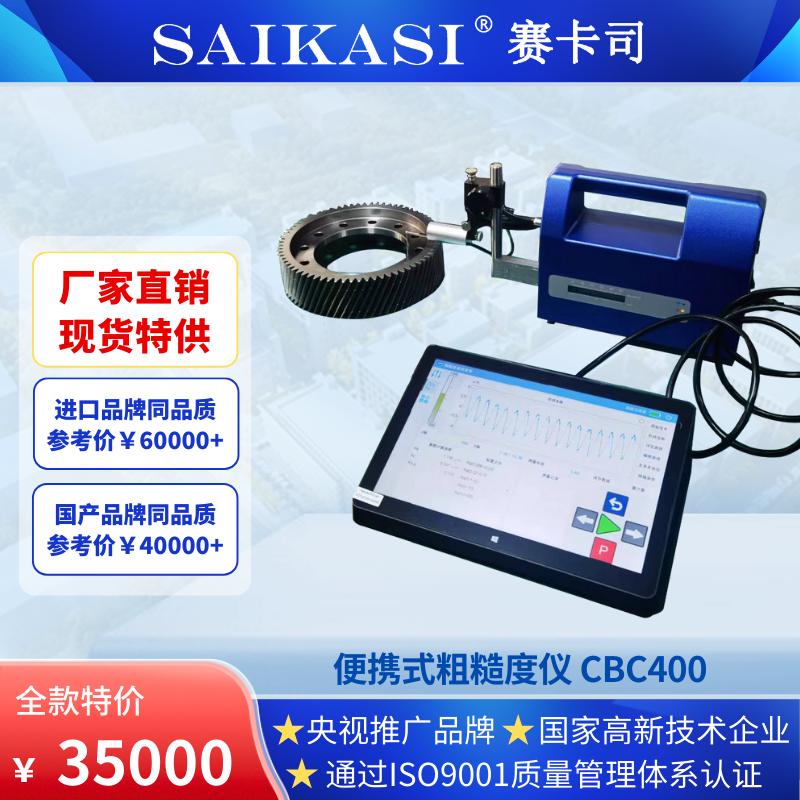 SAIKASI® 赛卡司
厂家直销
现货特供
进口品牌同品质
参考价￥60000+
国产品牌同品质
参考价￥40000+
P
便携式粗糙度仪 CBC400
全款特价
￥ 35000
★央视推广品牌 ★国家高新技术企业
★通过ISO9001质量管理体系认证